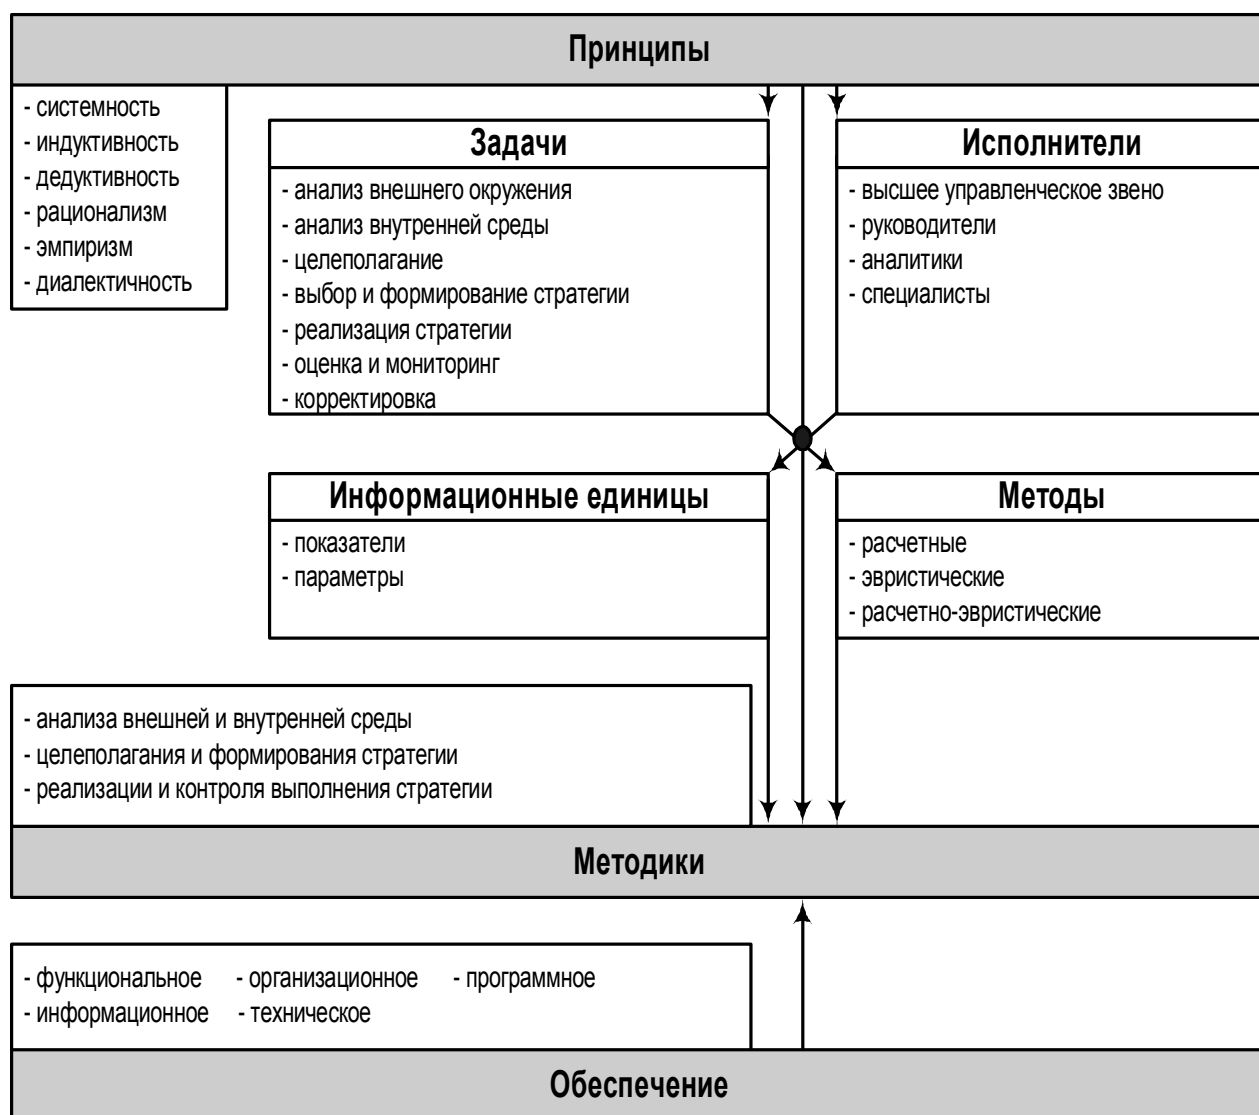 Принципы
- системность
- индуктивность
- дедуктивность
- рационализм
- эмпиризм
- диалектичность
Задачи
- анализ внешнего окружения
- анализ внутренней среды
- целеполагание
- выбор и формирование стратегии
- реализация стратегии
- оценка и мониторинг
- корректировка
Исполнители
- высшее управленческое звено
- руководители
- аналитики
- специалисты
Информационные единицы
- показатели
- параметры
Методы
- расчетные
- эвристические
- расчетно-эвристические
- анализа внешней и внутренней среды
- целеполагания и формирования стратегии
- реализации и контроля выполнения стратегии
Методики
- функциональное - организационное - программное
- информационное - техническое
Обеспечение